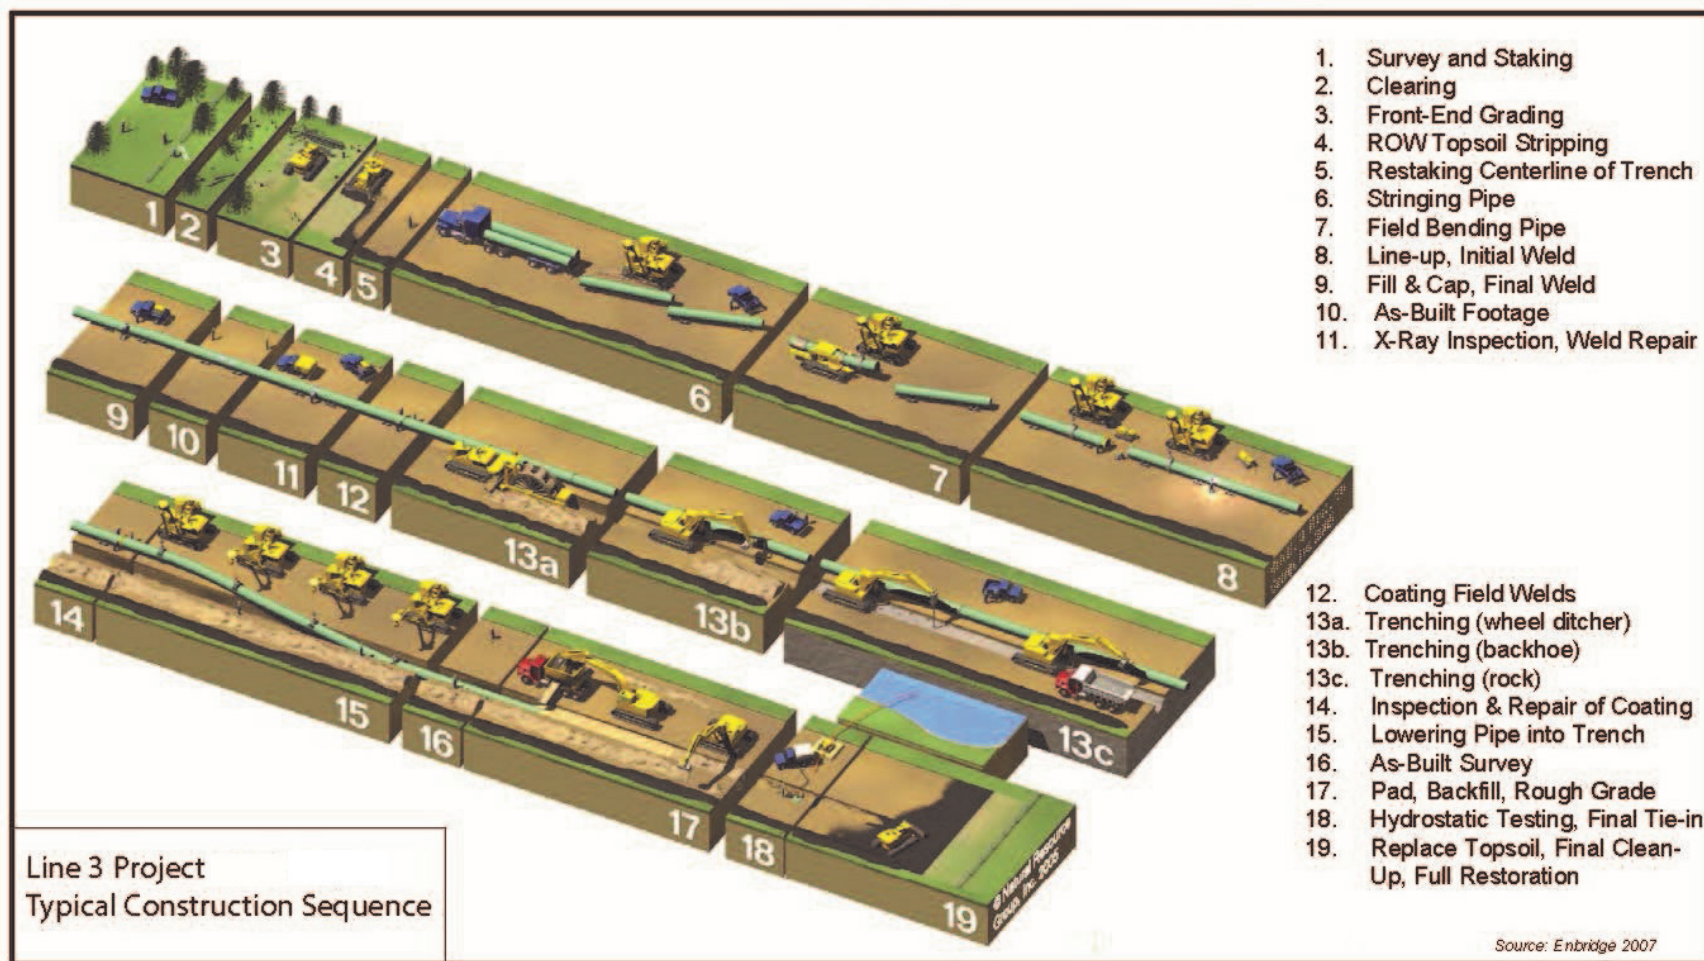 1. Survey and Staking
2. Clearing
3. Front-End Grading
4. ROW Topsoil Stripping
5. Restaking Centerline of Trench
6. Stringing Pipe
7. Field Bending Pipe
8. Line-up, Initial Weld
9. Fill & Cap, Final Weld
10. As-Built Footage
11. X-Ray Inspection, Weld Repair
1
2
3
4
5
6
7
8
9
10
11
12
13a
13b
13c
14
15
16
17
18
19
12. Coating Field Welds
13a. Trenching (wheel ditcher)
13b. Trenching (backhoe)
13c. Trenching (rock)
14. Inspection & Repair of Coating
15. Lowering Pipe into Trench
16. As-Built Survey
17. Pad, Backfill, Rough Grade
18. Hydrostatic Testing, Final Tie-in
19. Replace Topsoil, Final Clean-
Up, Full Restoration
© Natural Resource
Group, Inc. 2005
Line 3 Project
Typical Construction Sequence
Source: Enbridge 2007